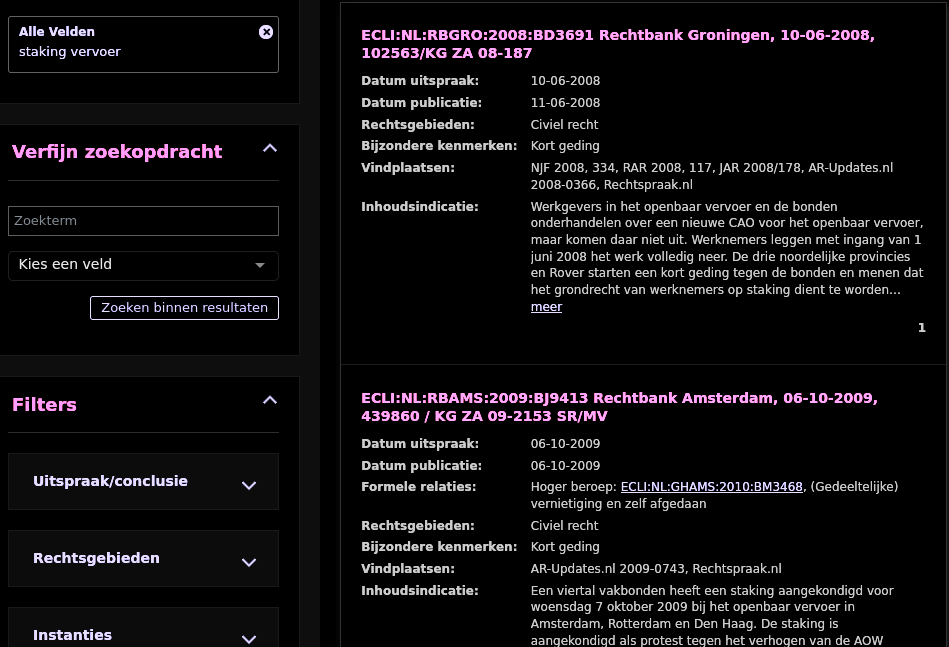 Alle Velden
staking vervoer
Verfijn zoekopdracht
Zoekterm
Kies een veld
Zoeken binnen resultaten
Filters
Uitspraak/conclusie
Rechtsgebieden
Instanties
ECLI:NL:RBGRO:2008:BD3691 Rechtbank Groningen, 10-06-2008,
102563/KG ZA 08-187
Datum uitspraak: 10-06-2008
Datum publicatie: 11-06-2008
Rechtsgebieden: Civiel recht
Bijzondere kenmerken: Kort geding
Vindplaatsen: NJF 2008, 334, RAR 2008, 117, JAR 2008/178, AR-Updates.nl
2008-0366, Rechtspraak.nl
Inhoudsindicatie: Werkgevers in het openbaar vervoer en de bonden
onderhandelen over een nieuwe CAO voor het openbaar vervoer,
maar komen daar niet uit. Werknemers leggen met ingang van 1
juni 2008 het werk volledig neer. De drie noordelijke provincies
en Rover starten een kort geding tegen de bonden en menen dat
het grondrecht van werknemers op staking dient te worden...
meer
1
ECLI:NL:RBAMS:2009:BJ9413 Rechtbank Amsterdam, 06-10-2009,
439860 / KG ZA 09-2153 SR/MV
Datum uitspraak: 06-10-2009
Datum publicatie: 06-10-2009
Formele relaties: Hoger beroep: ECLI:NL:GHAMS:2010:BM3468, (Gedeeltelijke)
vernietiging en zelf afgedaan
Rechtsgebieden: Civiel recht
Bijzondere kenmerken: Kort geding
Vindplaatsen: AR-Updates.nl 2009-0743, Rechtspraak.nl
Inhoudsindicatie: Een viertal vakbonden heeft een staking aangekondigd voor
woensdag 7 oktober 2009 bij het openbaar vervoer in
Amsterdam, Rotterdam en Den Haag. De staking is
aangekondigd als protest tegen het verhogen van de AOW